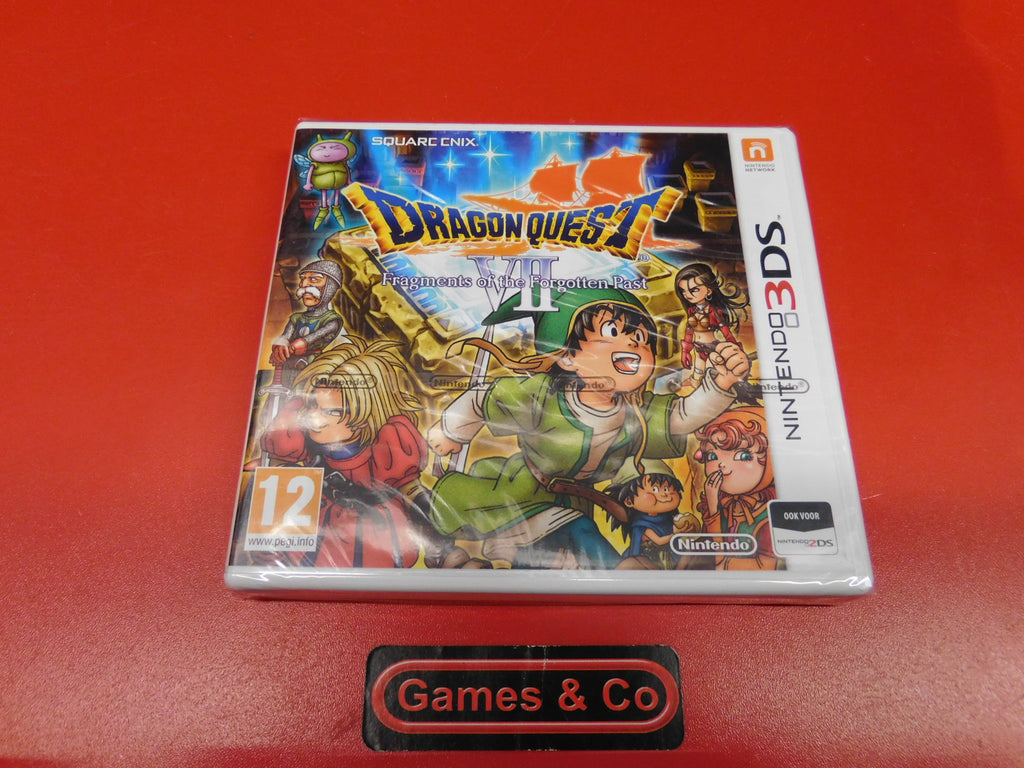 SQUARE ENIX
NINTENDO
NETWORK
DRAGON QUEST
VII
Fragments of the Forgotten Past
NINTENDO 3DS
Nintendo
Nintendo
Nintendo
Nintendo
12
www.pegi.info
Nintendo
OOK VOOR
NINTENDO 2DS
Games & Co